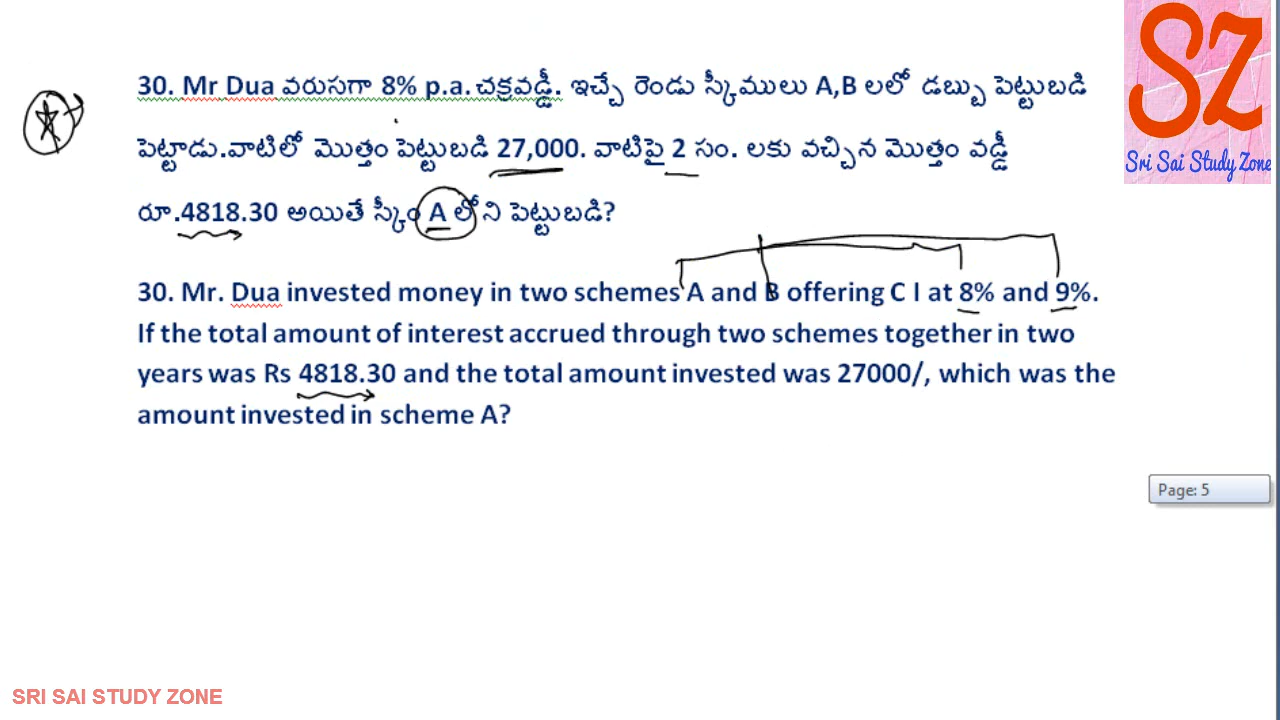 30. Mr Dua వరుసగా 8% p.a. చక్రవడ్డీ. ఇచ్చే రెండు స్కీములు A,B లలో డబ్బు పెట్టుబడి
పెట్టాడు.వాటిలో మొత్తం పెట్టుబడి 27,000. వాటిపై 2 సం. లకు వచ్చిన మొత్తం వడ్డీ
రూ.4818.30 అయితే స్కీం A లోని పెట్టుబడి?
30. Mr. Dua invested money in two schemes A and B offering C I at 8% and 9%.
If the total amount of interest accrued through two schemes together in two
years was Rs 4818.30 and the total amount invested was 27000/, which was the
amount invested in scheme A?
SZ
Sri Sai Study Zone
Page: 5
SRI SAI STUDY ZONE